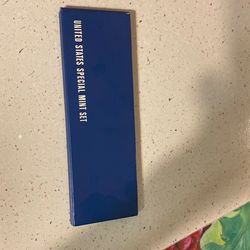 UNITED STATES SPECIAL MINT SET